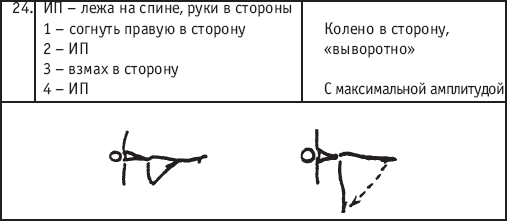 24. ИП – лежа на спине, руки в стороны
1 – согнуть правую в сторону
Колено в сторону,
2 – ИП
«выворотно»
3 – взмах в сторону
4 – ИП
С максимальной амплитудой